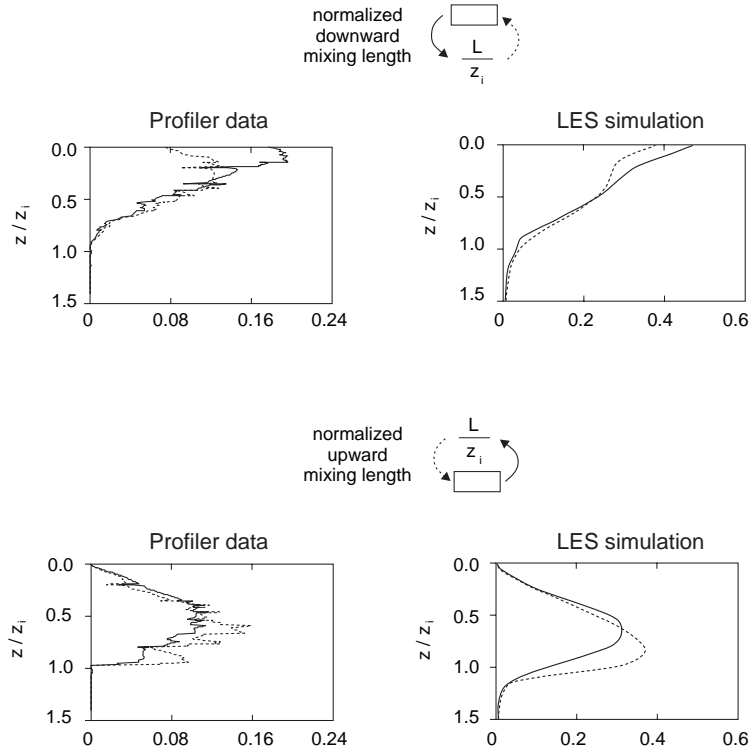 normalized
downward
mixing length
L
z i
Profiler data
LES simulation
z / z i
0.0
0.5
1.0
1.5
0 0.08 0.16 0.24
z / z i
0.0
0.5
1.0
1.5
0 0.2 0.4 0.6
normalized
upward
mixing length
L
z i
Profiler data
LES simulation
z / z i
0.0
0.5
1.0
1.5
0 0.08 0.16 0.24
z / z i
0.0
0.5
1.0
1.5
0 0.2 0.4 0.6